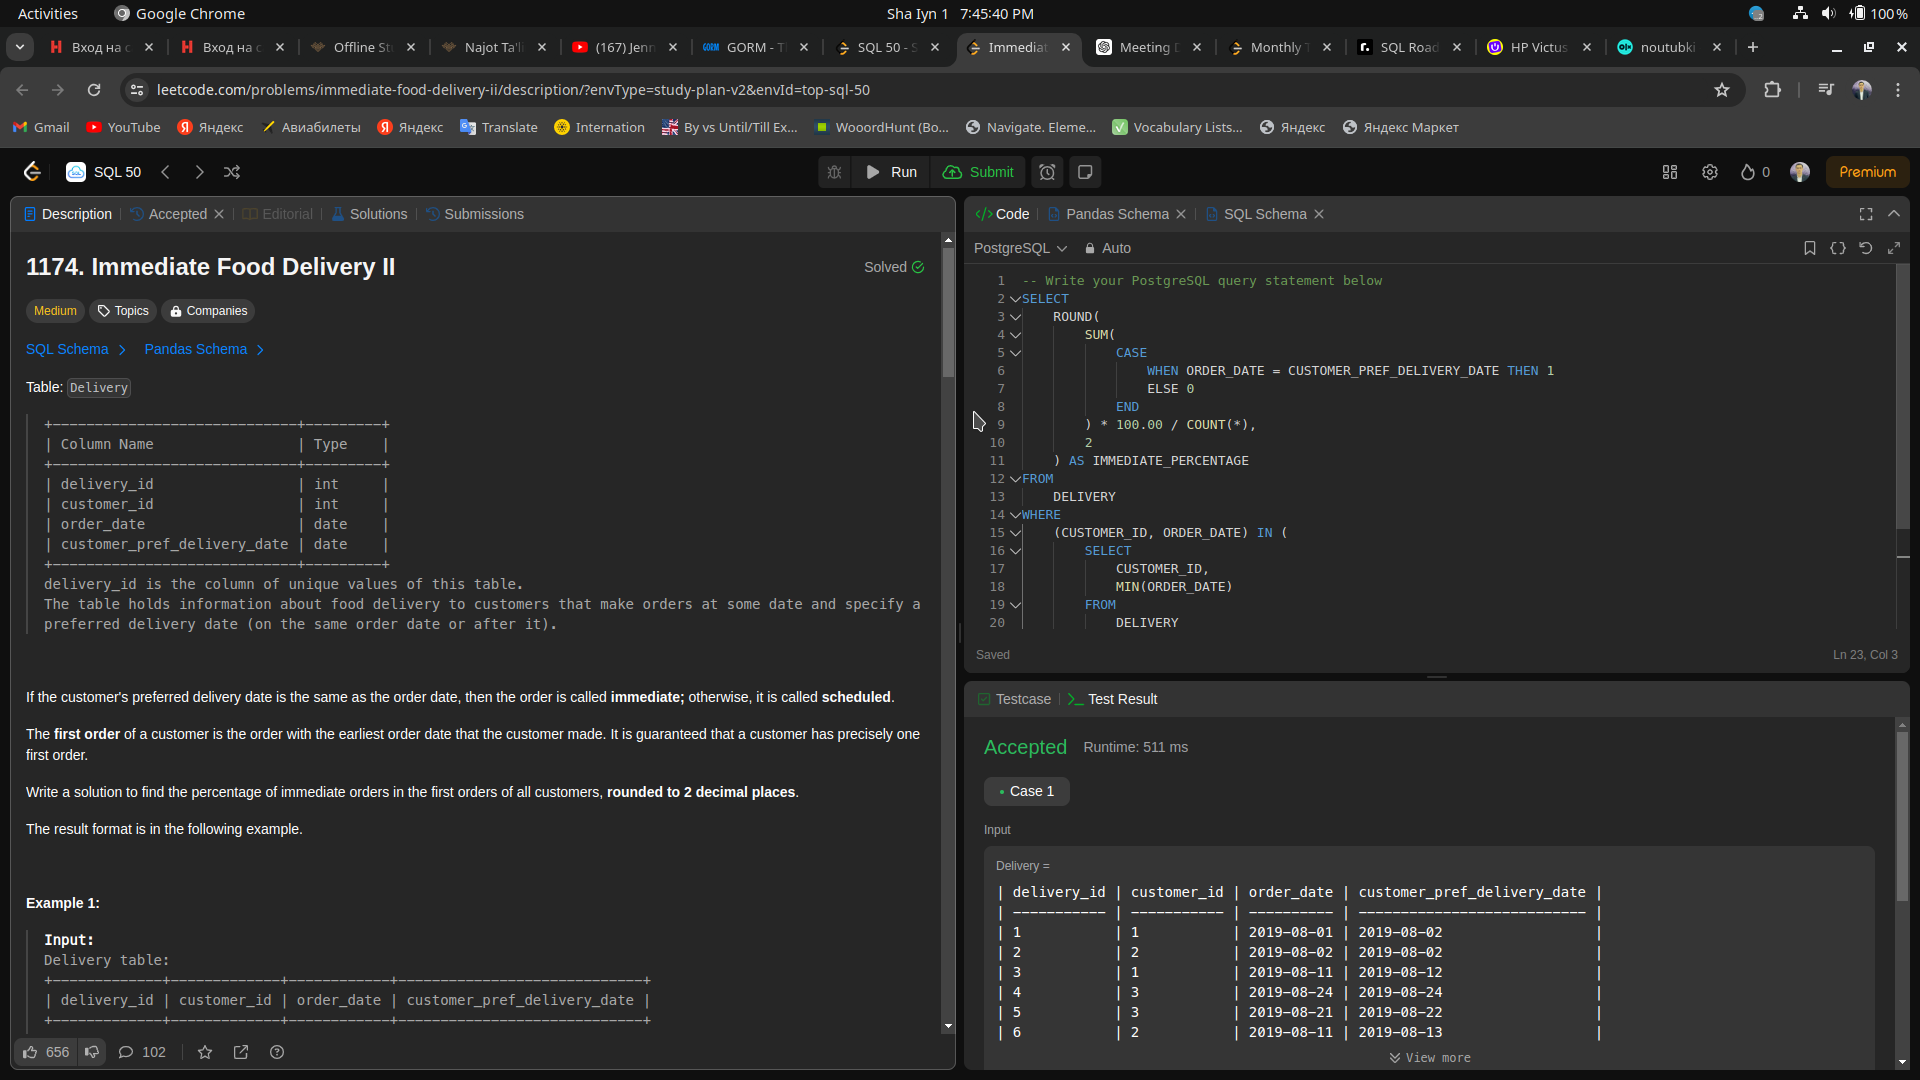 Activities
Google Chrome
Sha Iyn 1 7:45:40 PM
100 %
Вход на с
Вход на с
Offline St
Najot Ta'l
(167) Jenn
GORM - T
SQL 50 - S
Immediat
Meeting D
Monthly T
SQL Road
HP Victus
noutubki
leetcode.com/problems/immediate-food-delivery-ii/description/?envType=study-plan-v2&envId=top-sql-50
Gmail
YouTube
Яндекс
Авиабилеты
Яндекс
Translate
Internation
By vs Until/Till Ex...
WooordHunt (Bo...
Navigate. Eleme...
Vocabulary Lists...
Яндекс
Яндекс Маркет
SQL 50
Run
Submit
0
Premium
Description
Accepted
Editorial
Solutions
Submissions
1174. Immediate Food Delivery II
Solved
Medium
Topics
Companies
SQL Schema
Pandas Schema
Table: Delivery
+-----------------------------+---------+
| Column Name                 | Type    |
+-----------------------------+---------+
| delivery_id                 | int     |
| customer_id                 | int     |
| order_date                  | date    |
| customer_pref_delivery_date | date    |
+-----------------------------+---------+
delivery_id is the column of unique values of this table.
The table holds information about food delivery to customers that make orders at some date and specify a
preferred delivery date (on the same order date or after it).
If the customer's preferred delivery date is the same as the order date, then the order is called immediate; otherwise, it is called scheduled.
The first order of a customer is the order with the earliest order date that the customer made. It is guaranteed that a customer has precisely one
first order.
Write a solution to find the percentage of immediate orders in the first orders of all customers, rounded to 2 decimal places.
The result format is in the following example.
Example 1:
Input:
Delivery table:
+-------------+-------------+------------+-----------------------------+
| delivery_id | customer_id | order_date | customer_pref_delivery_date |
+-------------+-------------+------------+-----------------------------+
656
102
Code
Pandas Schema
SQL Schema
PostgreSQL
Auto
1 -- Write your PostgreSQL query statement below
2 SELECT
3 ROUND(
4 SUM(
5 CASE
6 WHEN ORDER_DATE = CUSTOMER_PREF_DELIVERY_DATE THEN 1
7 ELSE 0
8 END
9 ) * 100.00 / COUNT(*),
10 2
11 ) AS IMMEDIATE_PERCENTAGE
12 FROM
13 DELIVERY
14 WHERE
15 (CUSTOMER_ID, ORDER_DATE) IN (
16 SELECT
17 CUSTOMER_ID,
18 MIN(ORDER_DATE)
19 FROM
20 DELIVERY
Saved
Ln 23, Col 3
Testcase
Test Result
Accepted
Runtime: 511 ms
Case 1
Input
Delivery =
| delivery_id | customer_id | order_date | customer_pref_delivery_date |
| ----------- | ----------- | ---------- | --------------------------- |
| 1           | 1           | 2019-08-01 | 2019-08-02                  |
| 2           | 2           | 2019-08-02 | 2019-08-02                  |
| 3           | 1           | 2019-08-11 | 2019-08-12                  |
| 4           | 3           | 2019-08-24 | 2019-08-24                  |
| 5           | 3           | 2019-08-21 | 2019-08-22                  |
| 6           | 2           | 2019-08-11 | 2019-08-13                  |
View more